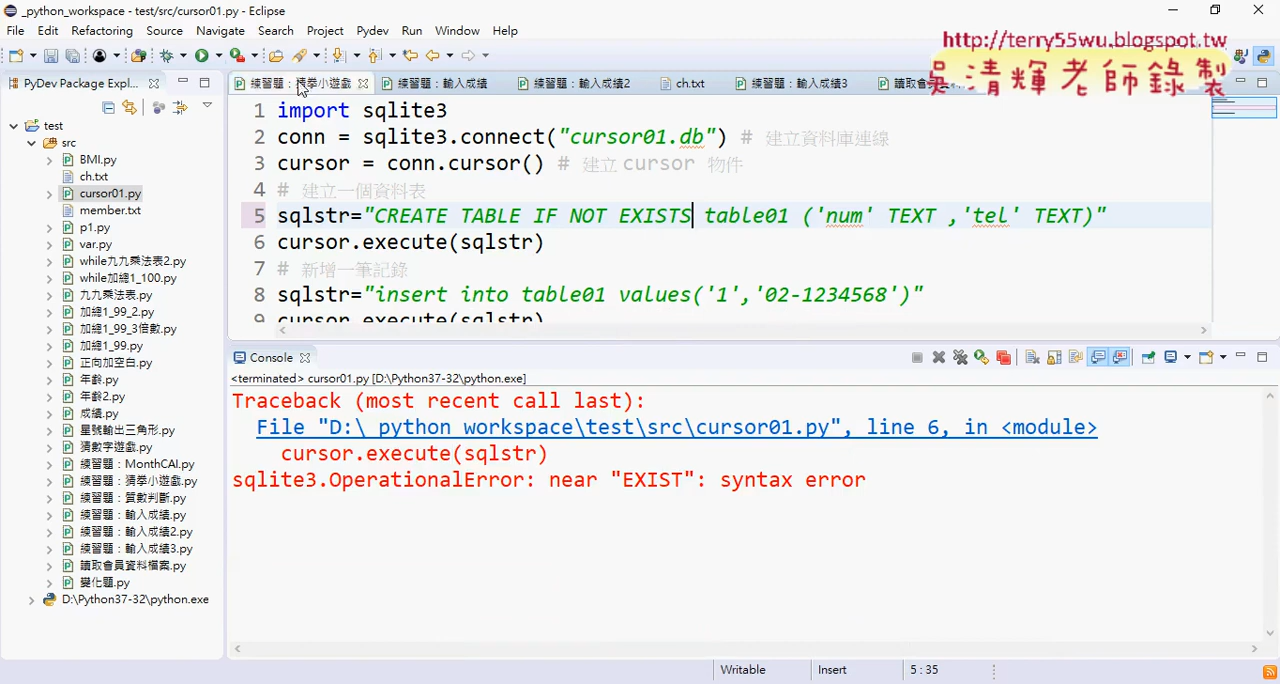 _python_workspace - test/src/cursor01.py - Eclipse
File Edit Refactoring Source Navigate Search Project Pydev Run Window Help
http://terry55wu.blogspot.tw
吳清輝老師錄製
PyDev Package Expl...
練習題：猜拳小遊戲
練習題：輸入成績
練習題：輸入成績2
ch.txt
練習題：輸入成績3
test
src
BMI.py
ch.txt
cursor01.py
member.txt
p1.py
var.py
while九九乘法表2.py
while加總1_100.py
九九乘法表.py
加總1_99_2.py
加總1_99_3倍數.py
加總1_99.py
正向加空白.py
年齡.py
年齡2.py
成績.py
星號輸出三角形.py
猜數字遊戲.py
練習題：MonthCAl.py
練習題：猜拳小遊戲.py
練習題：質數判斷.py
練習題：輸入成績.py
練習題：輸入成績2.py
練習題：輸入成績3.py
讀取會員資料檔案.py
變化題.py
D:\Python37-32\python.exe
1 import sqlite3
2 conn = sqlite3.connect("cursor01.db") # 建立資料庫連線
3 cursor = conn.cursor() # 建立 cursor 物件
4 # 建立一個資料表
5 sqlstr="CREATE TABLE IF NOT EXISTS table01 ('num' TEXT ,'tel' TEXT)"
6 cursor.execute(sqlstr)
7 # 新增一筆記錄
8 sqlstr="insert into table01 values('1','02-1234568')"
9 cursor.execute(sqlstr)
Console
<terminated> cursor01.py [D:\Python37-32\python.exe]
Traceback (most recent call last):
File "D:\_python_workspace\test\src\cursor01.py", line 6, in <module>
cursor.execute(sqlstr)
sqlite3.OperationalError: near "EXIST": syntax error
Writable Insert 5 : 35